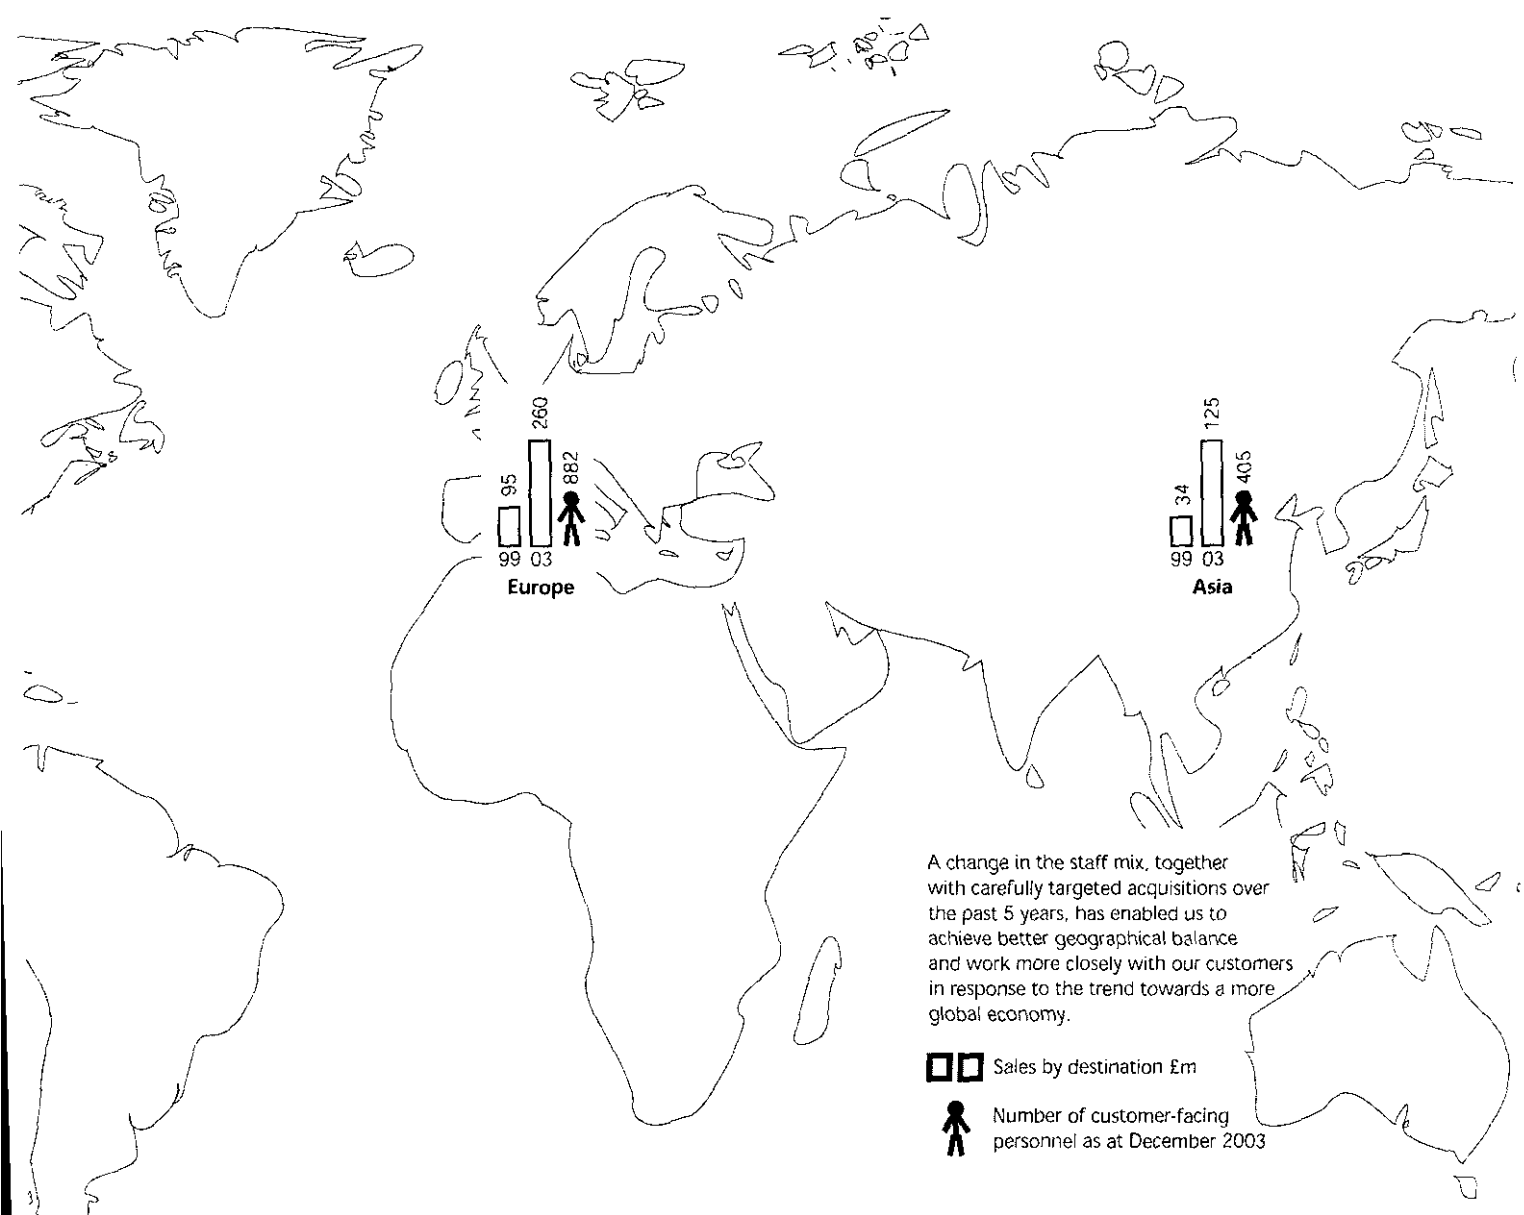 260
95
882
99 03
Europe
125
34
405
99 03
Asia
A change in the staff mix, together
with carefully targeted acquisitions over
the past 5 years, has enabled us to
achieve better geographical balance
and work more closely with our customers
in response to the trend towards a more
global economy.
Sales by destination £m
Number of customer-facing
personnel as at December 2003